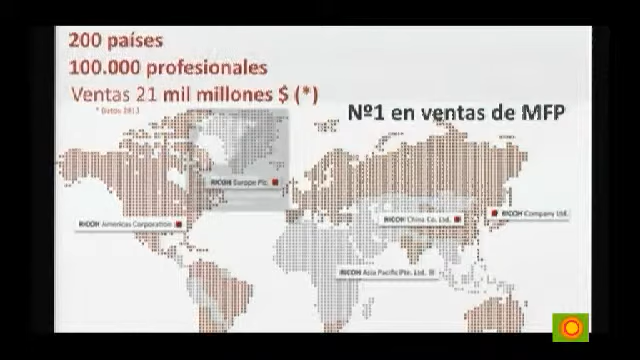 200 países
100.000 profesionales
Ventas 21 mil millones $ (*)
Nº1 en ventas de MFP
RICOH Europe Plc.
RICOH Americas Corporation
RICOH China Co. Ltd.
RICOH Company Ltd.
RICOH Asia Pacific Pte. Ltd.